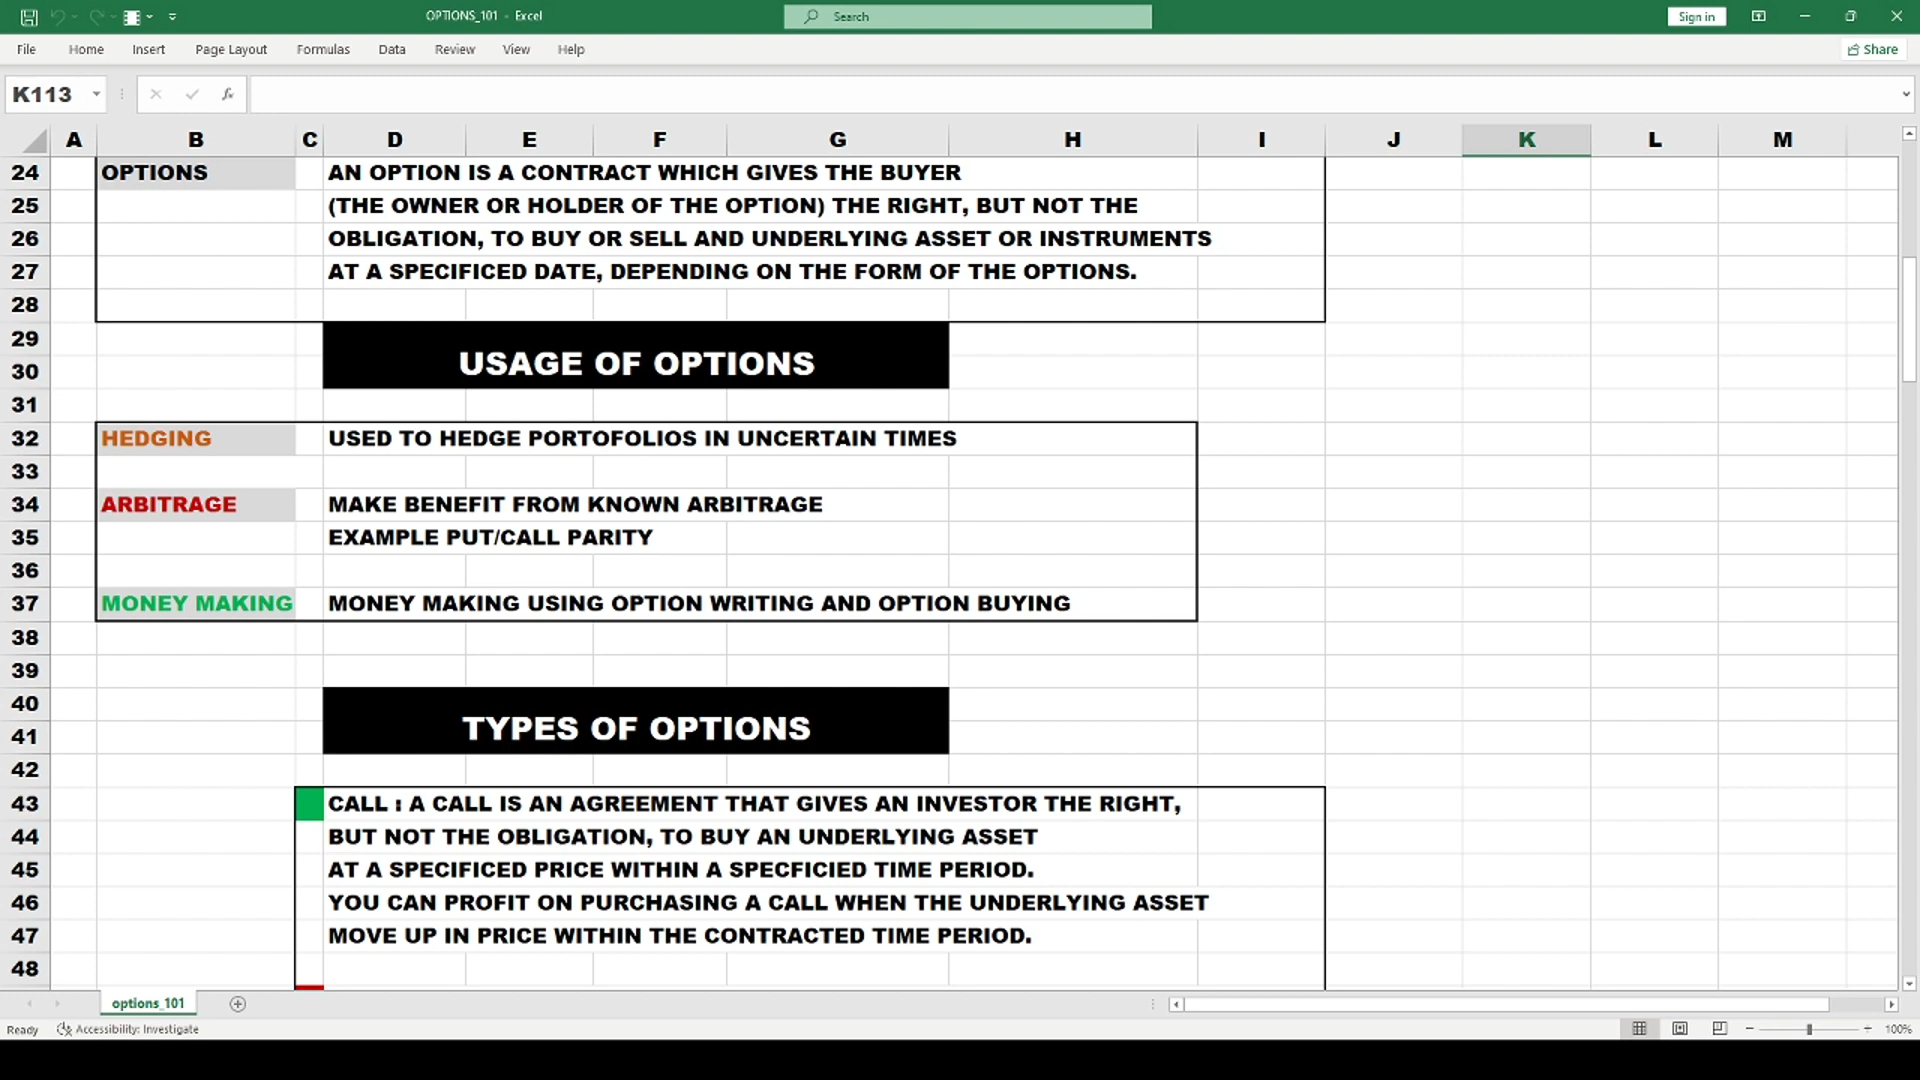 OPTIONS_101 - Excel
Search
Sign in
File Home Insert Page Layout Formulas Data Review View Help
Share
K113
fx
A B C D E F G H I J K L M
24 OPTIONS AN OPTION IS A CONTRACT WHICH GIVES THE BUYER
25 (THE OWNER OR HOLDER OF THE OPTION) THE RIGHT, BUT NOT THE
26 OBLIGATION, TO BUY OR SELL AND UNDERLYING ASSET OR INSTRUMENTS
27 AT A SPECIFICED DATE, DEPENDING ON THE FORM OF THE OPTIONS.
28
29
30 USAGE OF OPTIONS
31
32 HEDGING USED TO HEDGE PORTOFOLIOS IN UNCERTAIN TIMES
33
34 ARBITRAGE MAKE BENEFIT FROM KNOWN ARBITRAGE
35 EXAMPLE PUT/CALL PARITY
36
37 MONEY MAKING MONEY MAKING USING OPTION WRITING AND OPTION BUYING
38
39
40
41 TYPES OF OPTIONS
42
43 CALL : A CALL IS AN AGREEMENT THAT GIVES AN INVESTOR THE RIGHT,
44 BUT NOT THE OBLIGATION, TO BUY AN UNDERLYING ASSET
45 AT A SPECIFICED PRICE WITHIN A SPECFICIED TIME PERIOD.
46 YOU CAN PROFIT ON PURCHASING A CALL WHEN THE UNDERLYING ASSET
47 MOVE UP IN PRICE WITHIN THE CONTRACTED TIME PERIOD.
48
options_101
Ready Accessibility: Investigate
100%